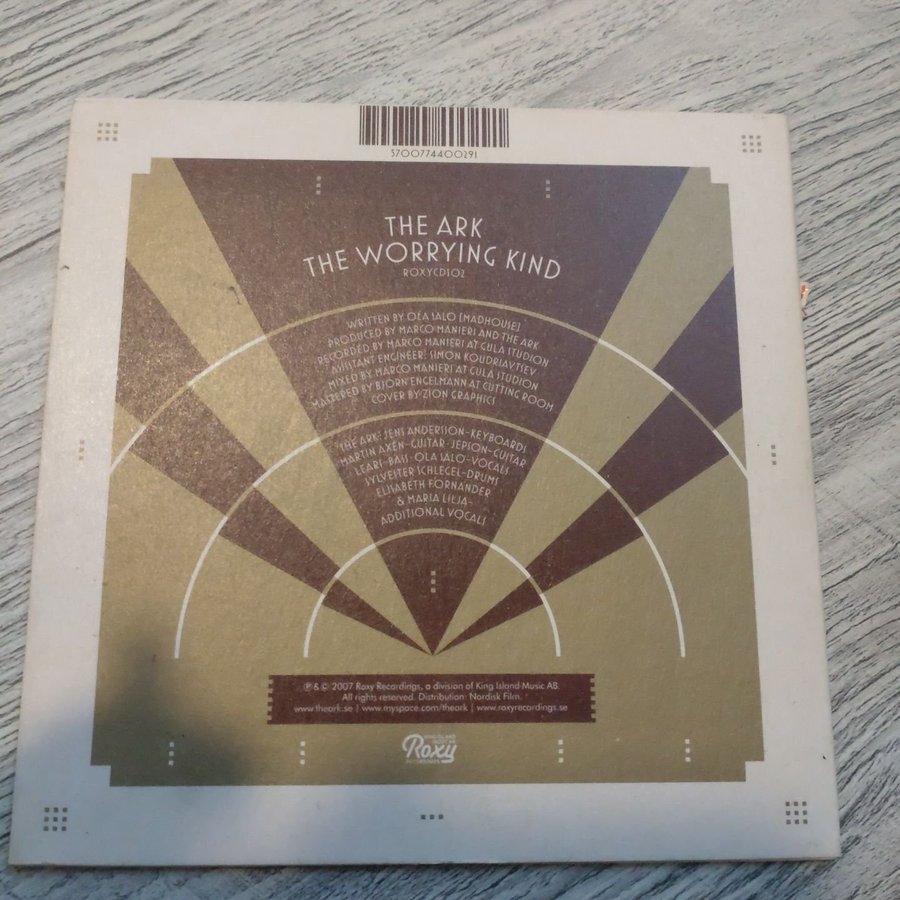 5700774400291
THE ARK
THE WORRYING KIND
ROXYCD102
WRITTEN BY OLA SALO [MADHOUSE]
PRODUCED BY MARCO MANIERI AND THE ARK
RECORDED BY MARCO MANIERI AT GULA STUDION
ASSISTANT ENGINEER: SIMON KOUDRIAVTSEV
MIXED BY MARCO MANIERI AT GULA STUDION
MASTERED BY BJÖRN ENGELMANN AT CUTTING ROOM
COVER BY ZION GRAPHICS
THE ARK: JENS ANDERSSON-KEYBOARDS
MARTIN AXÉN-GUITAR · JEPSON-GUITAR
LEARI-BASS · OLA SALO-VOCALS
SYLVESTER SCHLEGEL-DRUMS
ELISABETH FORNANDER
& MARIA LILJA-
ADDITIONAL VOCALS
℗ & © 2007 Roxy Recordings, a division of King Island Music AB.
All rights reserved. Distribution: Nordisk Film.
www.theark.se | www.myspace.com/theark | www.roxyrecordings.se
Roxy
RECORDINGS